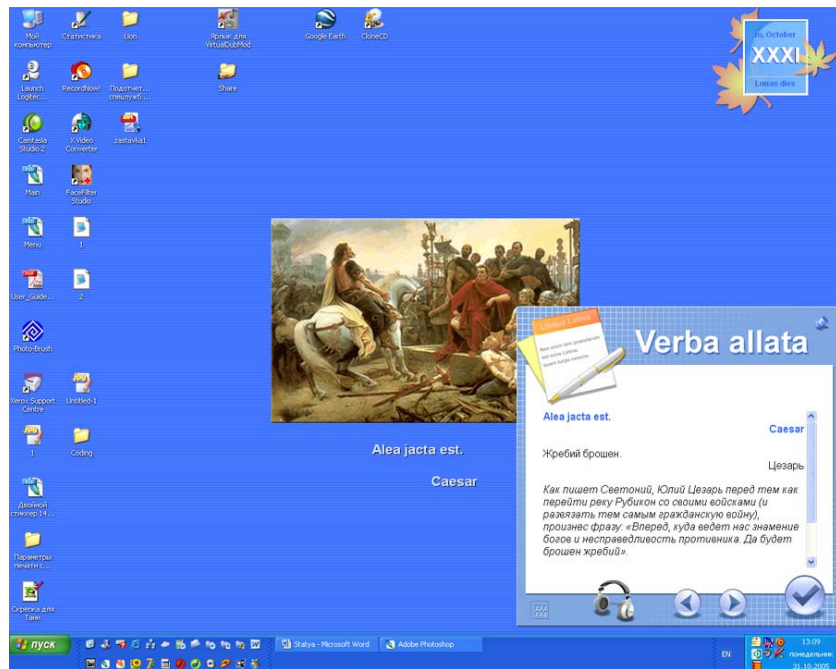 Мой
компьютер
Статистика
Lion
Ярлык для
VirtualDubMod
Google Earth
CloneCD
Launch
Logitec...
RecordNow!
Подотчет...
спецслужб ...
Share
Camtasia
Studio 2
X Video
Converter
zastavka1
Main
FaceFilter
Studio
Menu
1
User_Guide...
2
Photo-Brush
Xerox Support
Centre
Untitled-1
1
Coding
Двойной
стиккер 14...
Параметры
печати с...
Скрепка для
Тани
m. October
XXXI
Lunae dies
Alea jacta est.
Caesar
Lingua Latina
Verba allata
Alea jacta est.
Caesar
Жребий брошен.
Цезарь
Как пишет Светоний, Юлий Цезарь перед тем как
перейти реку Рубикон со своими войсками (и
развязать тем самым гражданскую войну),
произнес фразу: «Вперед, куда ведет нас знамение
богов и несправедливость противника. Да будет
брошен жребий».
пуск
Statya - Microsoft Word
Adobe Photoshop
EN
13:09
понедельник
31.10.2005